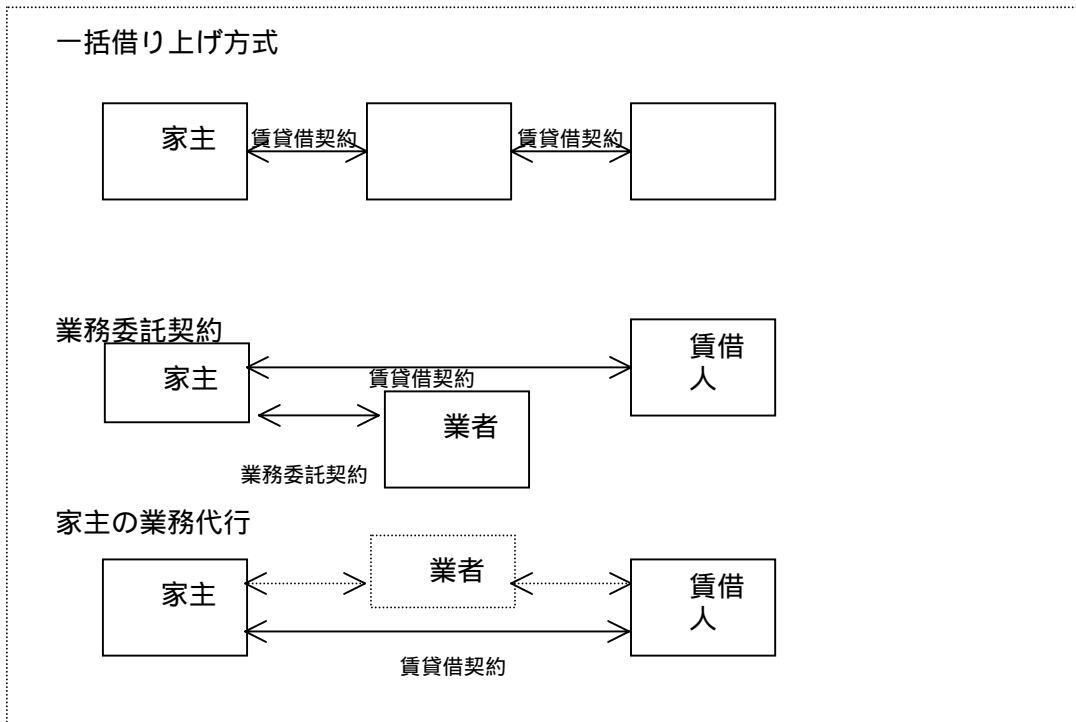 一括借り上げ方式
家主
賃貸借契約
賃貸借契約
業務委託契約
家主
賃貸借契約
賃借
人
業者
業務委託契約
家主の業務代行
家主
業者
賃借
人
賃貸借契約